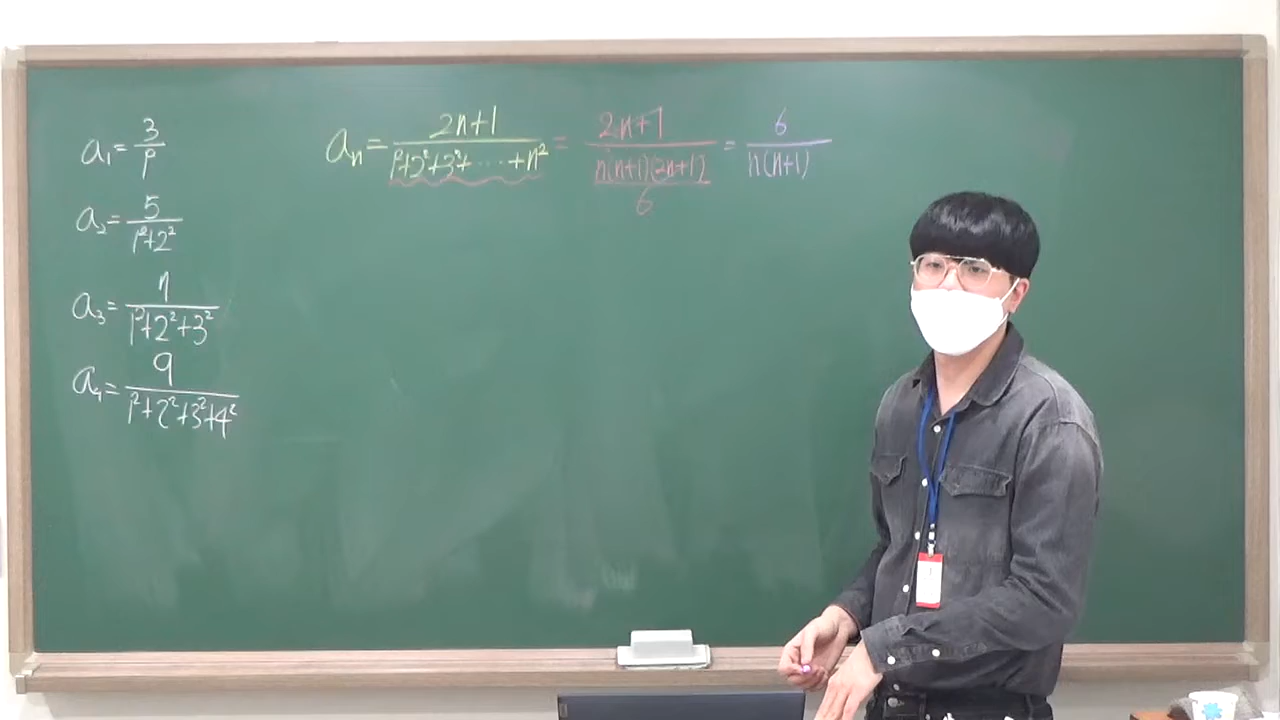 a₁ = 3/1²
a₂ = 5/(1²+2²)
a₃ = 7/(1²+2²+3²)
a₄ = 9/(1²+2²+3²+4²)
aₙ = (2n+1)/(1²+2²+3²+⋯+n²) = (2n+1)/(n(n+1)(2n+1)/6) = 6/(n(n+1))